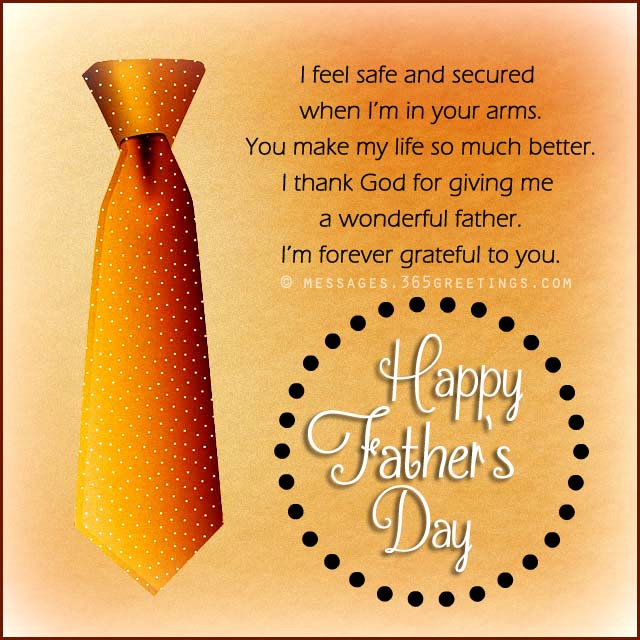 I feel safe and secured
when I'm in your arms.
You make my life so much better.
I thank God for giving me
a wonderful father.
I'm forever grateful to you.
© MESSAGES.365GREETINGS.COM
Happy
Father's
Day